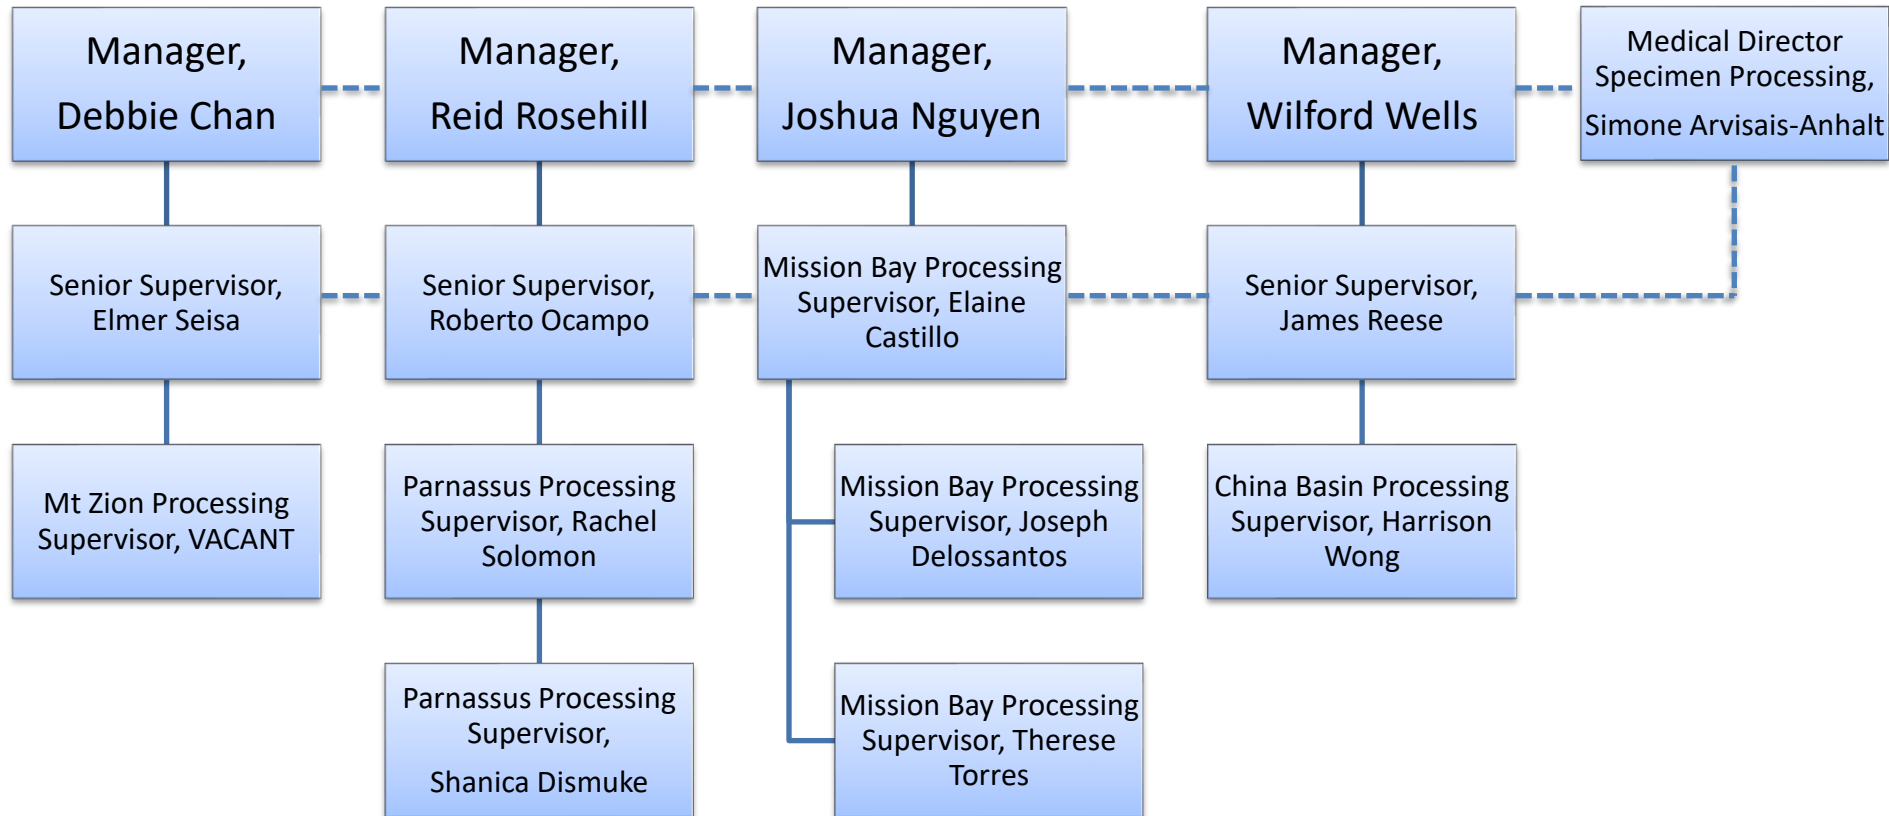 Manager,
Debbie Chan
Manager,
Reid Rosehill
Manager,
Joshua Nguyen
Manager,
Wilford Wells
Medical Director
Specimen Processing,
Simone Arvisais-Anhalt
Senior Supervisor,
Elmer Seisa
Senior Supervisor,
Roberto Ocampo
Mission Bay Processing
Supervisor, Elaine
Castillo
Senior Supervisor,
James Reese
Mt Zion Processing
Supervisor, VACANT
Parnassus Processing
Supervisor, Rachel
Solomon
Mission Bay Processing
Supervisor, Joseph
Delossantos
China Basin Processing
Supervisor, Harrison
Wong
Parnassus Processing
Supervisor,
Shanica Dismuke
Mission Bay Processing
Supervisor, Therese
Torres